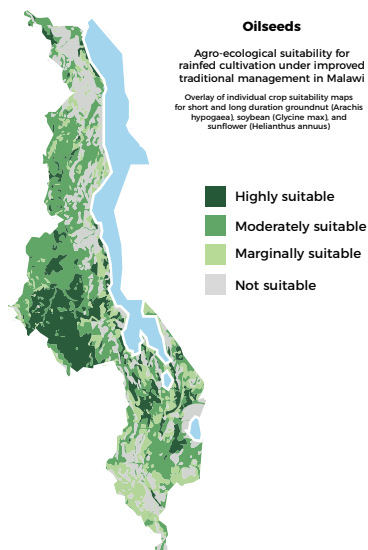 Oilseeds
Agro-ecological suitability for
rainfed cultivation under improved
traditional management in Malawi
Overlay of individual crop suitability maps
for short and long duration groundnut (Arachis
hypogaea), soybean (Glycine max), and
sunflower (Helianthus annuus)
Highly suitable
Moderately suitable
Marginally suitable
Not suitable